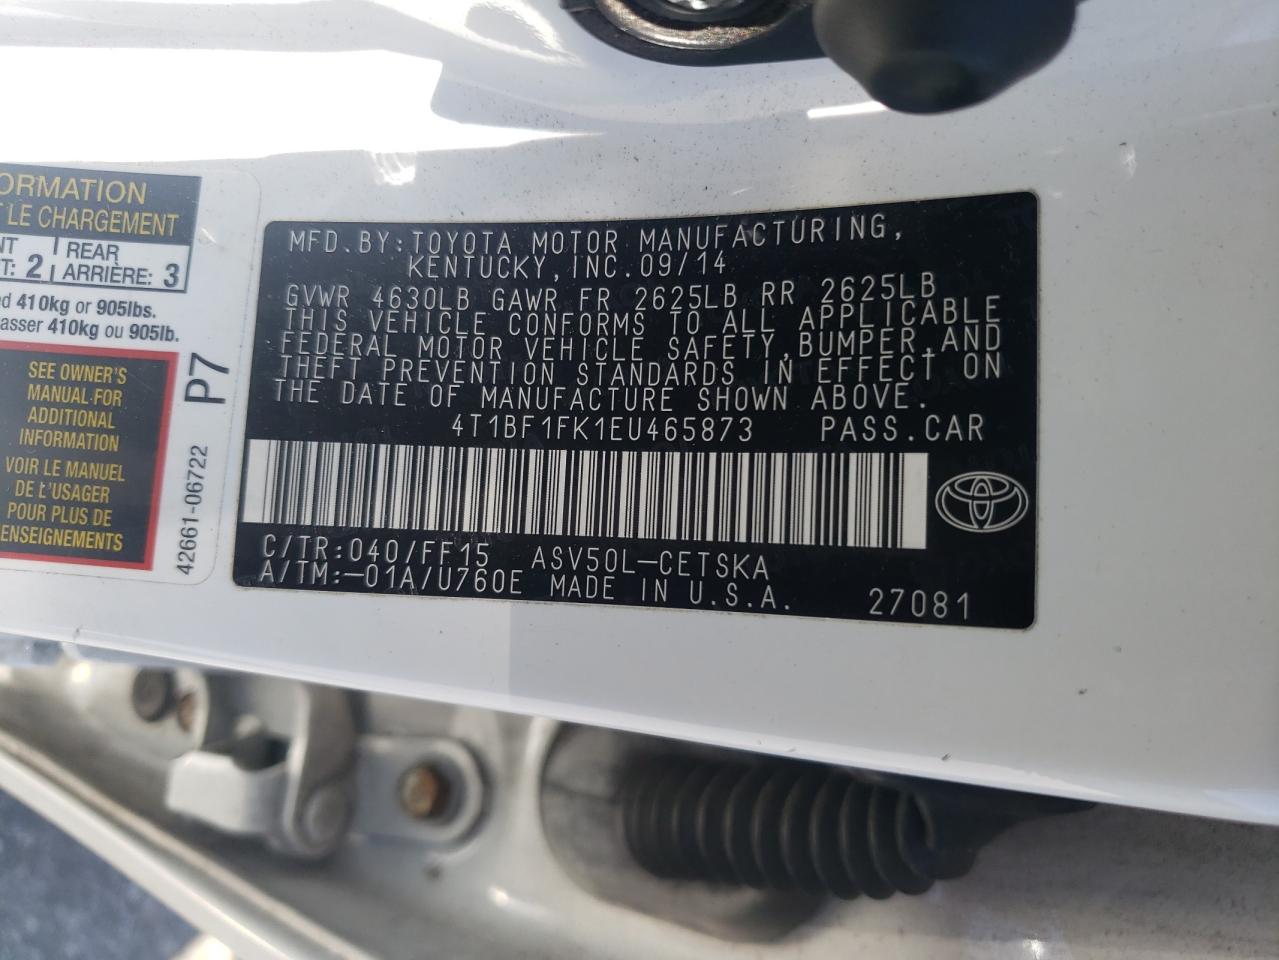 ORMATION
LE CHARGEMENT
NT
T: 2
REAR
ARRIÈRE: 3
410kg or 905lbs.
asser 410kg ou 905lb.
SEE OWNER'S
MANUAL FOR
ADDITIONAL
INFORMATION
VOIR LE MANUEL
DE L'USAGER
POUR PLUS DE
ENSEIGNEMENTS
P7
42661-06722
MFD.BY:TOYOTA MOTOR MANUFACTURING,
KENTUCKY,INC.09/14
GVWR 4630LB GAWR FR 2625LB RR 2625LB
THIS VEHICLE CONFORMS TO ALL APPLICABLE
FEDERAL MOTOR VEHICLE SAFETY,BUMPER,AND
THEFT PREVENTION STANDARDS IN EFFECT ON
THE DATE OF MANUFACTURE SHOWN ABOVE.
4T1BF1FK1EU465873 PASS.CAR
C/TR:040/FF15 ASV50L-CETSKA
A/TM:-01A/U760E MADE IN U.S.A. 27081